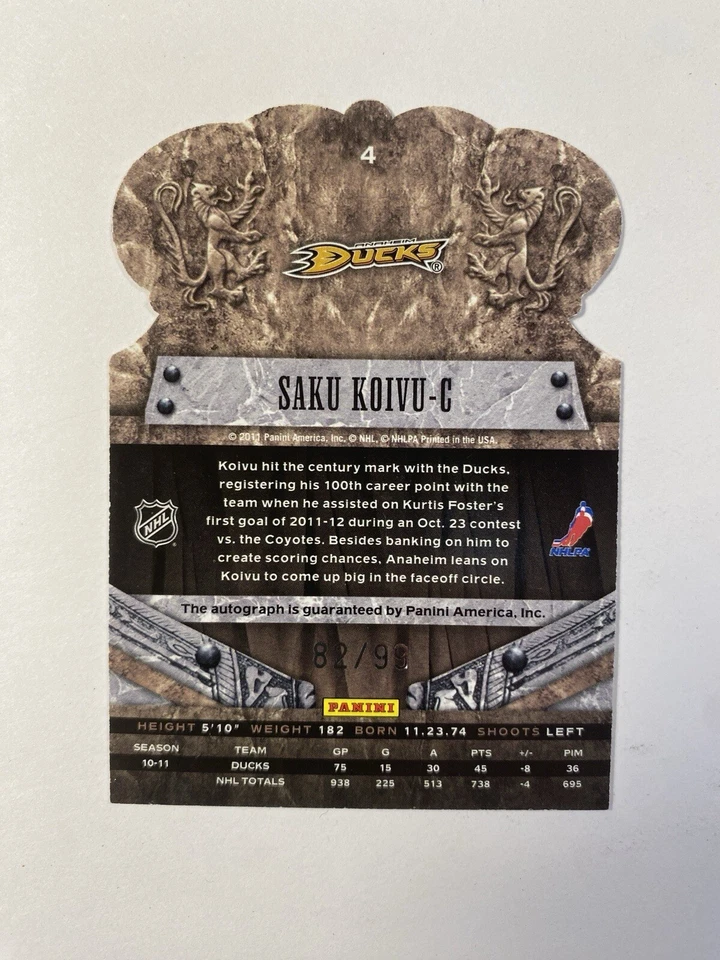 4
ANAHEIM
DUCKS ®
SAKU KOIVU-C
© 2011 Panini America, Inc. © NHL, © NHLPA Printed in the USA.
Koivu hit the century mark with the Ducks,
registering his 100th career point with the
team when he assisted on Kurtis Foster's
first goal of 2011-12 during an Oct. 23 contest
vs. the Coyotes. Besides banking on him to
create scoring chances, Anaheim leans on
Koivu to come up big in the faceoff circle.
NHL
NHLPA
The autograph is guaranteed by Panini America, Inc.
82/99
PANINI
HEIGHT 5'10" WEIGHT 182 BORN 11.23.74 SHOOTS LEFT
SEASON TEAM GP G A PTS +/- PIM
10-11 DUCKS 75 15 30 45 -8 36
NHL TOTALS 938 225 513 738 -4 695